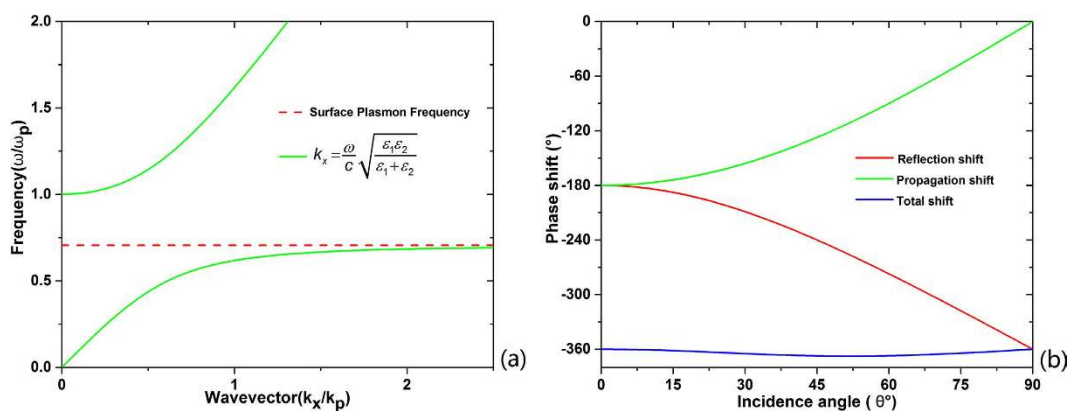 2.0
1.5
1.0
0.5
0.0
Frequency(ω/ωp)
Surface Plasmon Frequency
k_x = ω/c √(ε₁ε₂/(ε₁+ε₂))
0
1
2
Wavevector(kx/kp)
(a)
-0
-60
-120
-180
-240
-300
-360
Phase shift (°)
Reflection shift
Propagation shift
Total shift
0
15
30
45
60
75
90
Incidence angle ( θ°)
(b)